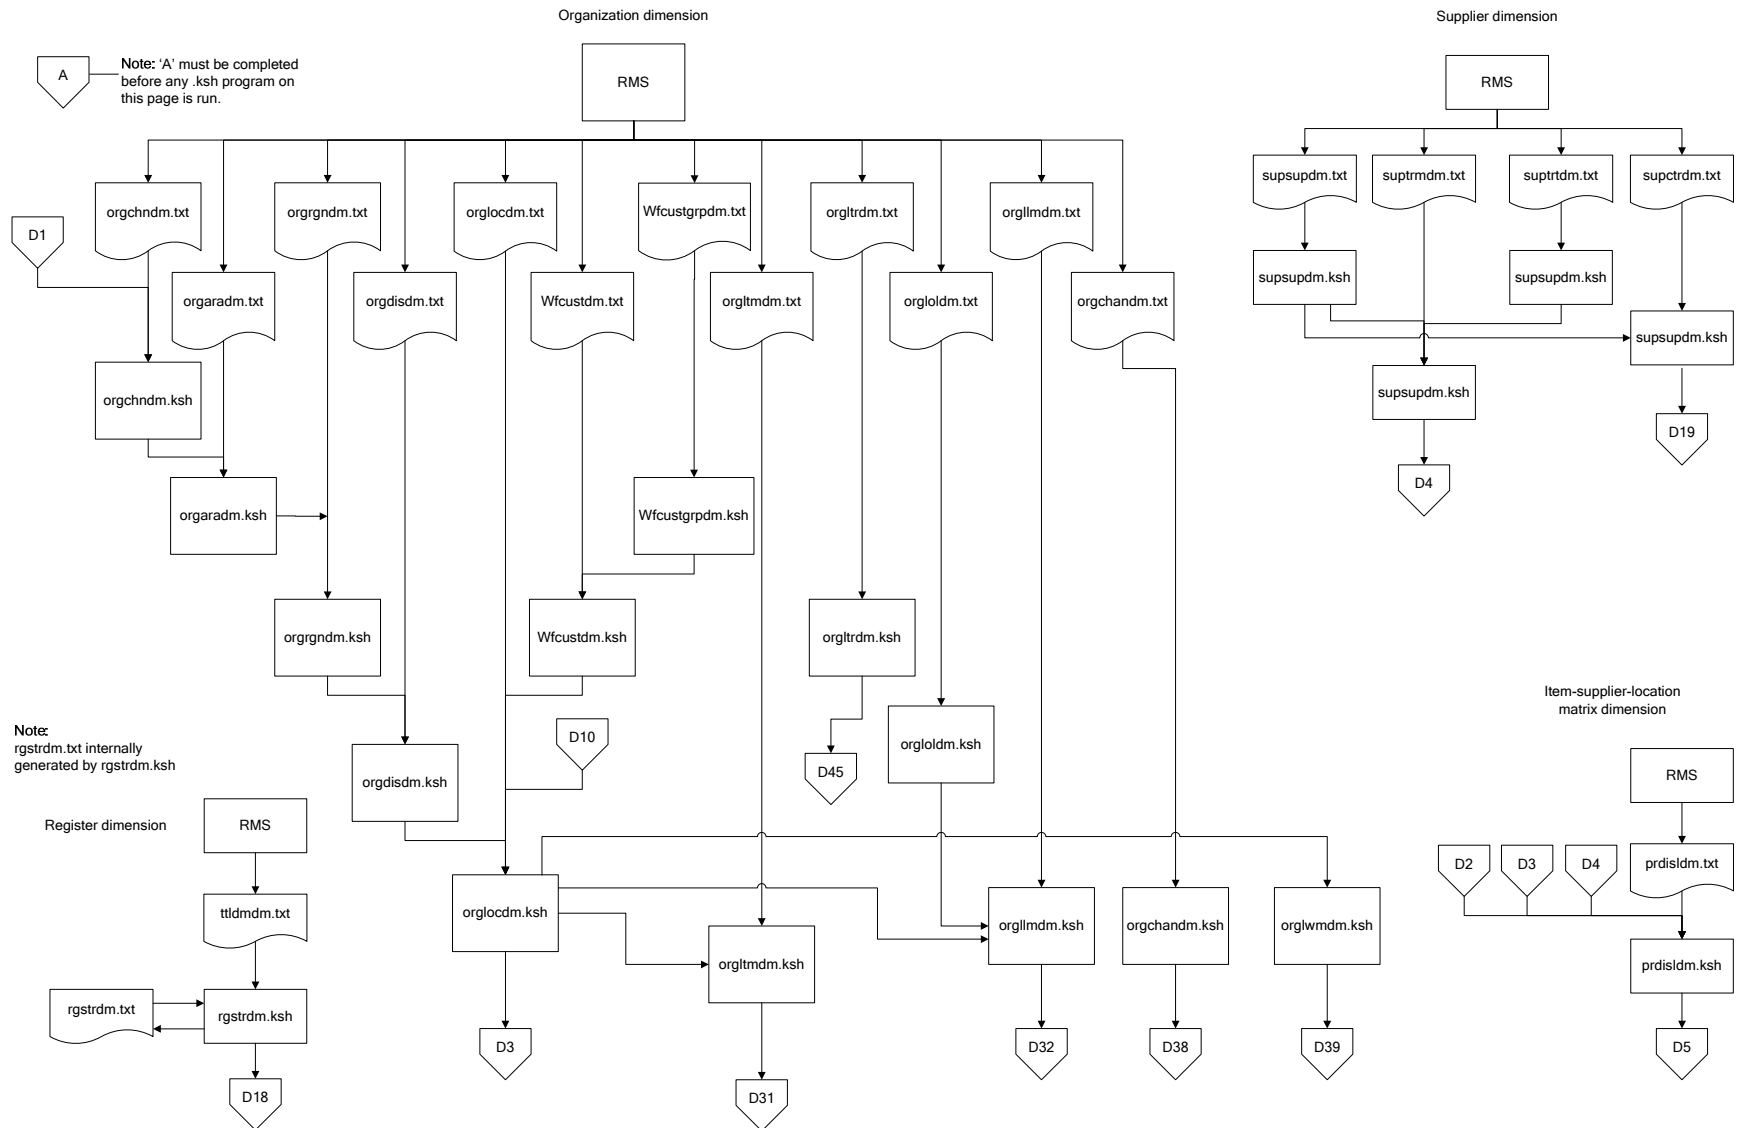 Organization dimension
Supplier dimension
A
Note: ‘A’ must be completed
before any .ksh program on
this page is run.
RMS
RMS
supsupdm.txt
suptrmdm.txt
suptrtdm.txt
supctrdm.txt
orgchndm.txt
orgrgndm.txt
orglocdm.txt
Wfcustgrpdm.txt
orgltrdm.txt
orgllmdm.txt
D1
supsupdm.ksh
supsupdm.ksh
orgaradm.txt
orgdisdm.txt
Wfcustdm.txt
orgltmdm.txt
orgloldm.txt
orgchandm.txt
supsupdm.ksh
orgchndm.ksh
supsupdm.ksh
D19
D4
orgaradm.ksh
Wfcustgrpdm.ksh
orgrgndm.ksh
Wfcustdm.ksh
orgltrdm.ksh
Item-supplier-location
matrix dimension
Note:
rgstrdm.txt internally
generated by rgstrdm.ksh
D10
orgloldm.ksh
orgdisdm.ksh
D45
RMS
Register dimension
RMS
D2
D3
D4
prdisldm.txt
ttldmdm.txt
orglocdm.ksh
orgllmdm.ksh
orgchandm.ksh
orglwmdm.ksh
orgltmdm.ksh
prdisldm.ksh
rgstrdm.txt
rgstrdm.ksh
D3
D32
D38
D39
D5
D18
D31